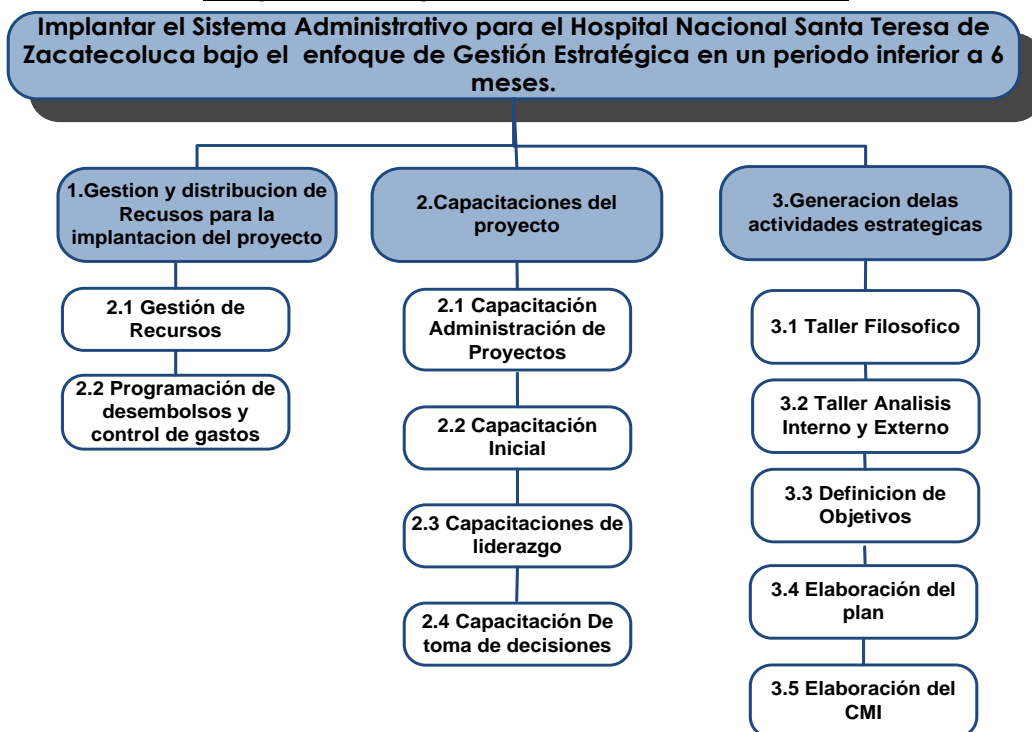 Implantar el Sistema Administrativo para el Hospital Nacional Santa Teresa de
Zacatecoluca bajo el  enfoque de Gestión Estratégica en un periodo inferior a 6
meses.
1.Gestion y distribucion de
Recusos para la
implantacion del proyecto
2.1 Gestión de
Recursos
2.2 Programación de
desembolsos y
control de gastos
2.Capacitaciones del
proyecto
2.1 Capacitación
Administración de
Proyectos
2.2 Capacitación
Inicial
2.3 Capacitaciones de
liderazgo
2.4 Capacitación De
toma de decisiones
3.Generacion delas
actividades estrategicas
3.1 Taller Filosofico
3.2 Taller Analisis
Interno y Externo
3.3 Definicion de
Objetivos
3.4 Elaboración del
plan
3.5 Elaboración del
CMI